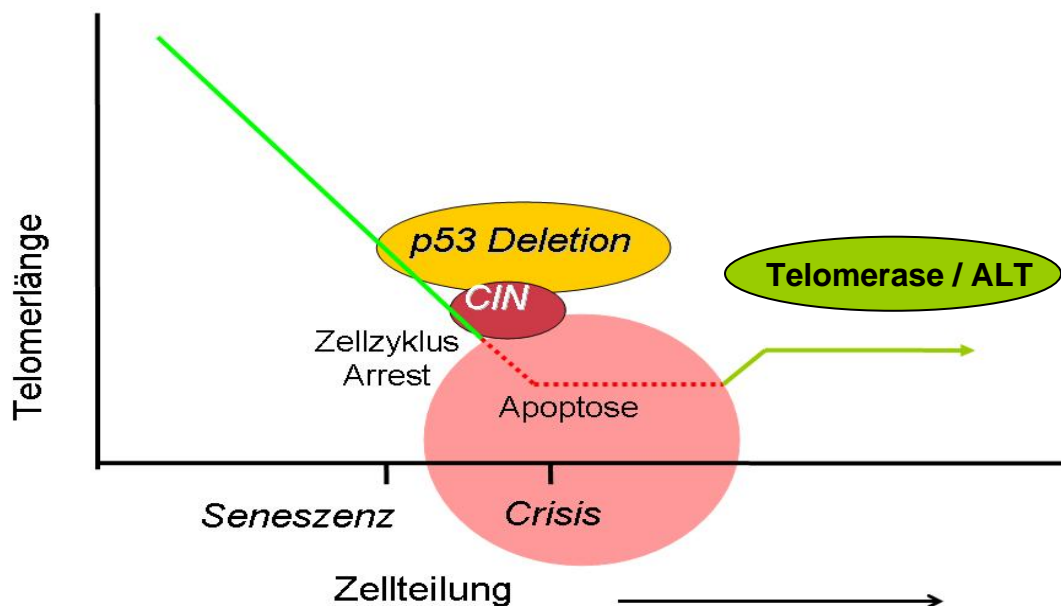 Telomerlänge
p53 Deletion
CIN
Telomerase / ALT
Zellzyklus
Arrest
Apoptose
Seneszenz
Crisis
Zellteilung